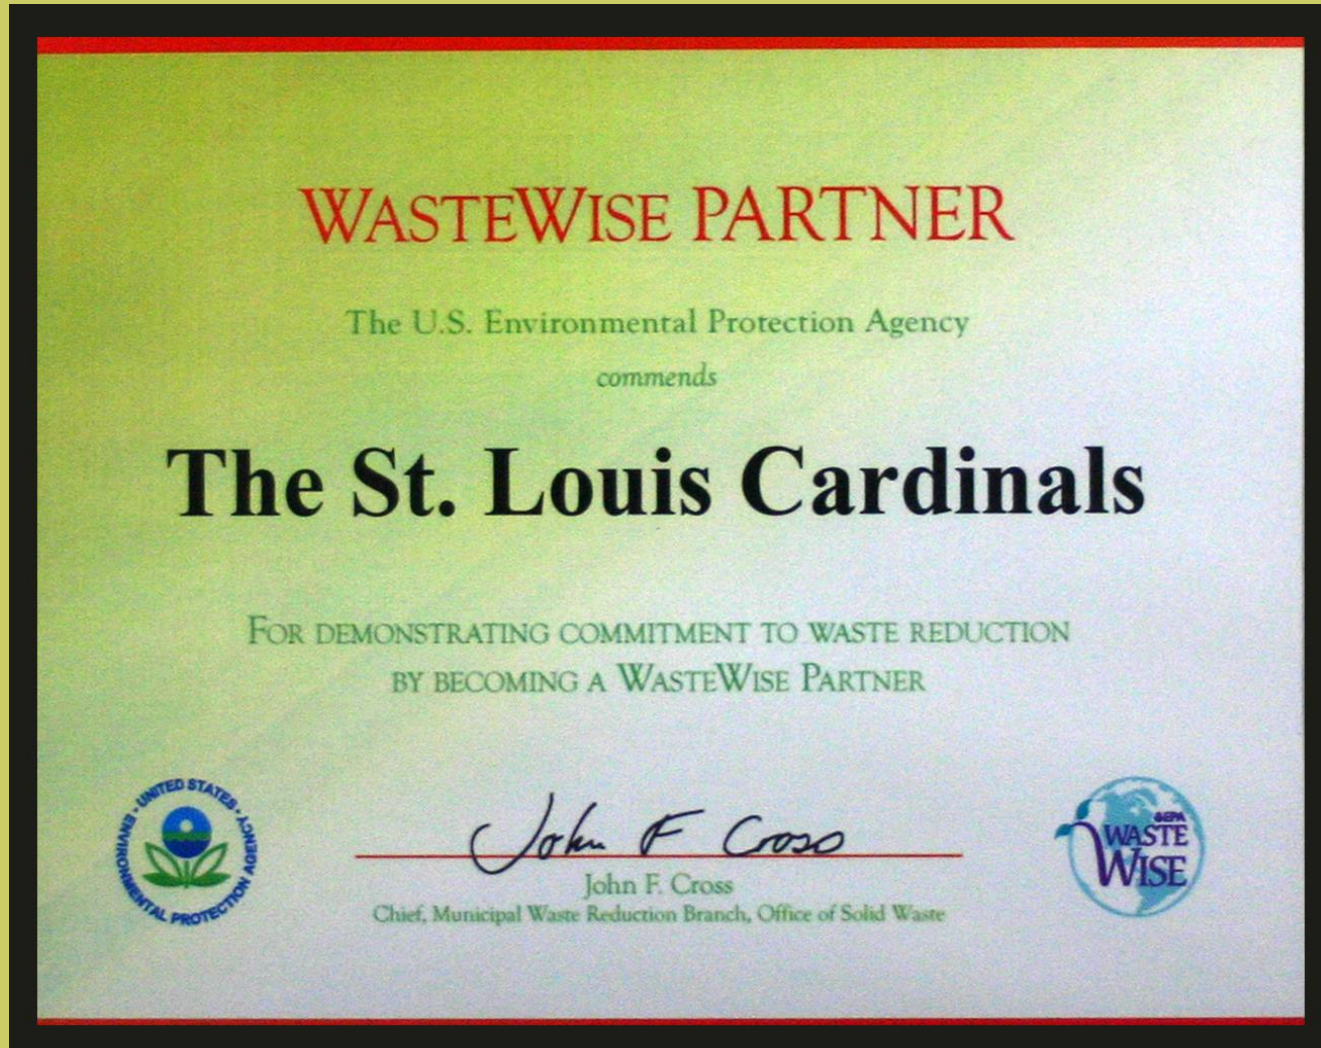 WASTEWISE PARTNER
The U.S. Environmental Protection Agency
commends
The St. Louis Cardinals
FOR DEMONSTRATING COMMITMENT TO WASTE REDUCTION
BY BECOMING A WASTEWISE PARTNER
UNITED STATES • ENVIRONMENTAL PROTECTION AGENCY •
John F Cross
John F. Cross
Chief, Municipal Waste Reduction Branch, Office of Solid Waste
EPA
WASTE
WISE